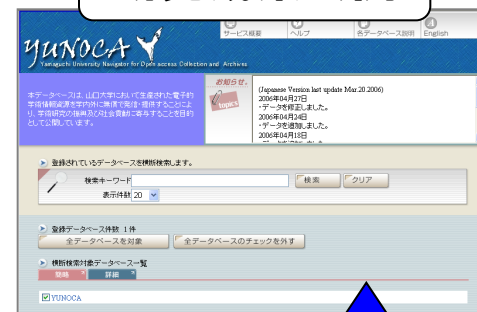 サービス概要
ヘルプ
各データベース説明
English
YUNOCA
Yamaguchi University Navigator for Open access Collection and Archives
本データベースは、山口大学において生産された電子的
学術情報資源を学内外に無償で発信・提供することによ
り、学術研究の推進及び社会貢献に寄与することを目的
として公開しています。
お知らせ.
topics
(Japanese Version last update Mar.20.2006)
2006年04月27日
・データを修正しました。
2006年04月24日
・データを追加しました。
2006年04月18日
登録されているデータベースを横断検索します。
検索キーワード
検索
クリア
表示件数 20
登録データベース件数 1件
全データベースを対象
全データベースのチェックを外す
横断検索対象データベース一覧
簡略
詳細
YUNOCA